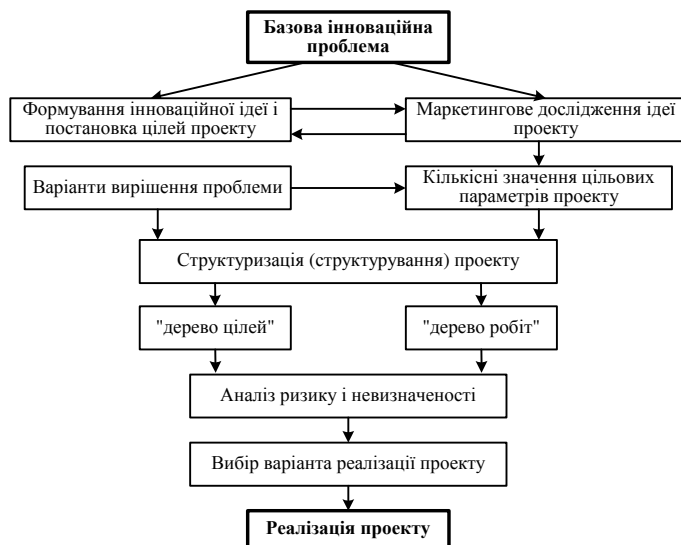 Базова інноваційна
проблема
Формування інноваційної ідеї і
постановка цілей проекту
Маркетингове дослідження ідеї
проекту
Варіанти вирішення проблеми
Кількісні значення цільових
параметрів проекту
Структуризація (структурування) проекту
"дерево цілей"
"дерево робіт"
Аналіз ризику і невизначеності
Вибір варіанта реалізації проекту
Реалізація проекту